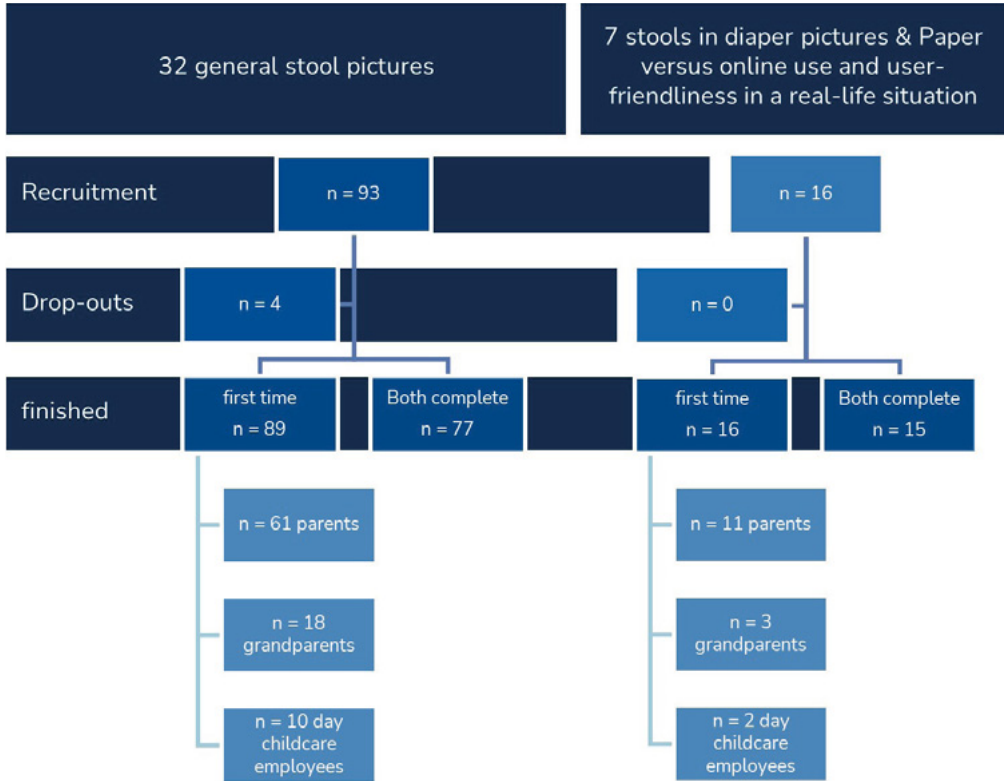 32 general stool pictures
7 stools in diaper pictures & Paper
versus online use and user-
friendliness in a real-life situation
Recruitment
n = 93
n = 16
Drop-outs
n = 4
n = 0
finished
first time
n = 89
Both complete
n = 77
first time
n = 16
Both complete
n = 15
n = 61 parents
n = 11 parents
n = 18
grandparents
n = 3
grandparents
n = 10 day
childcare
employees
n = 2 day
childcare
employees